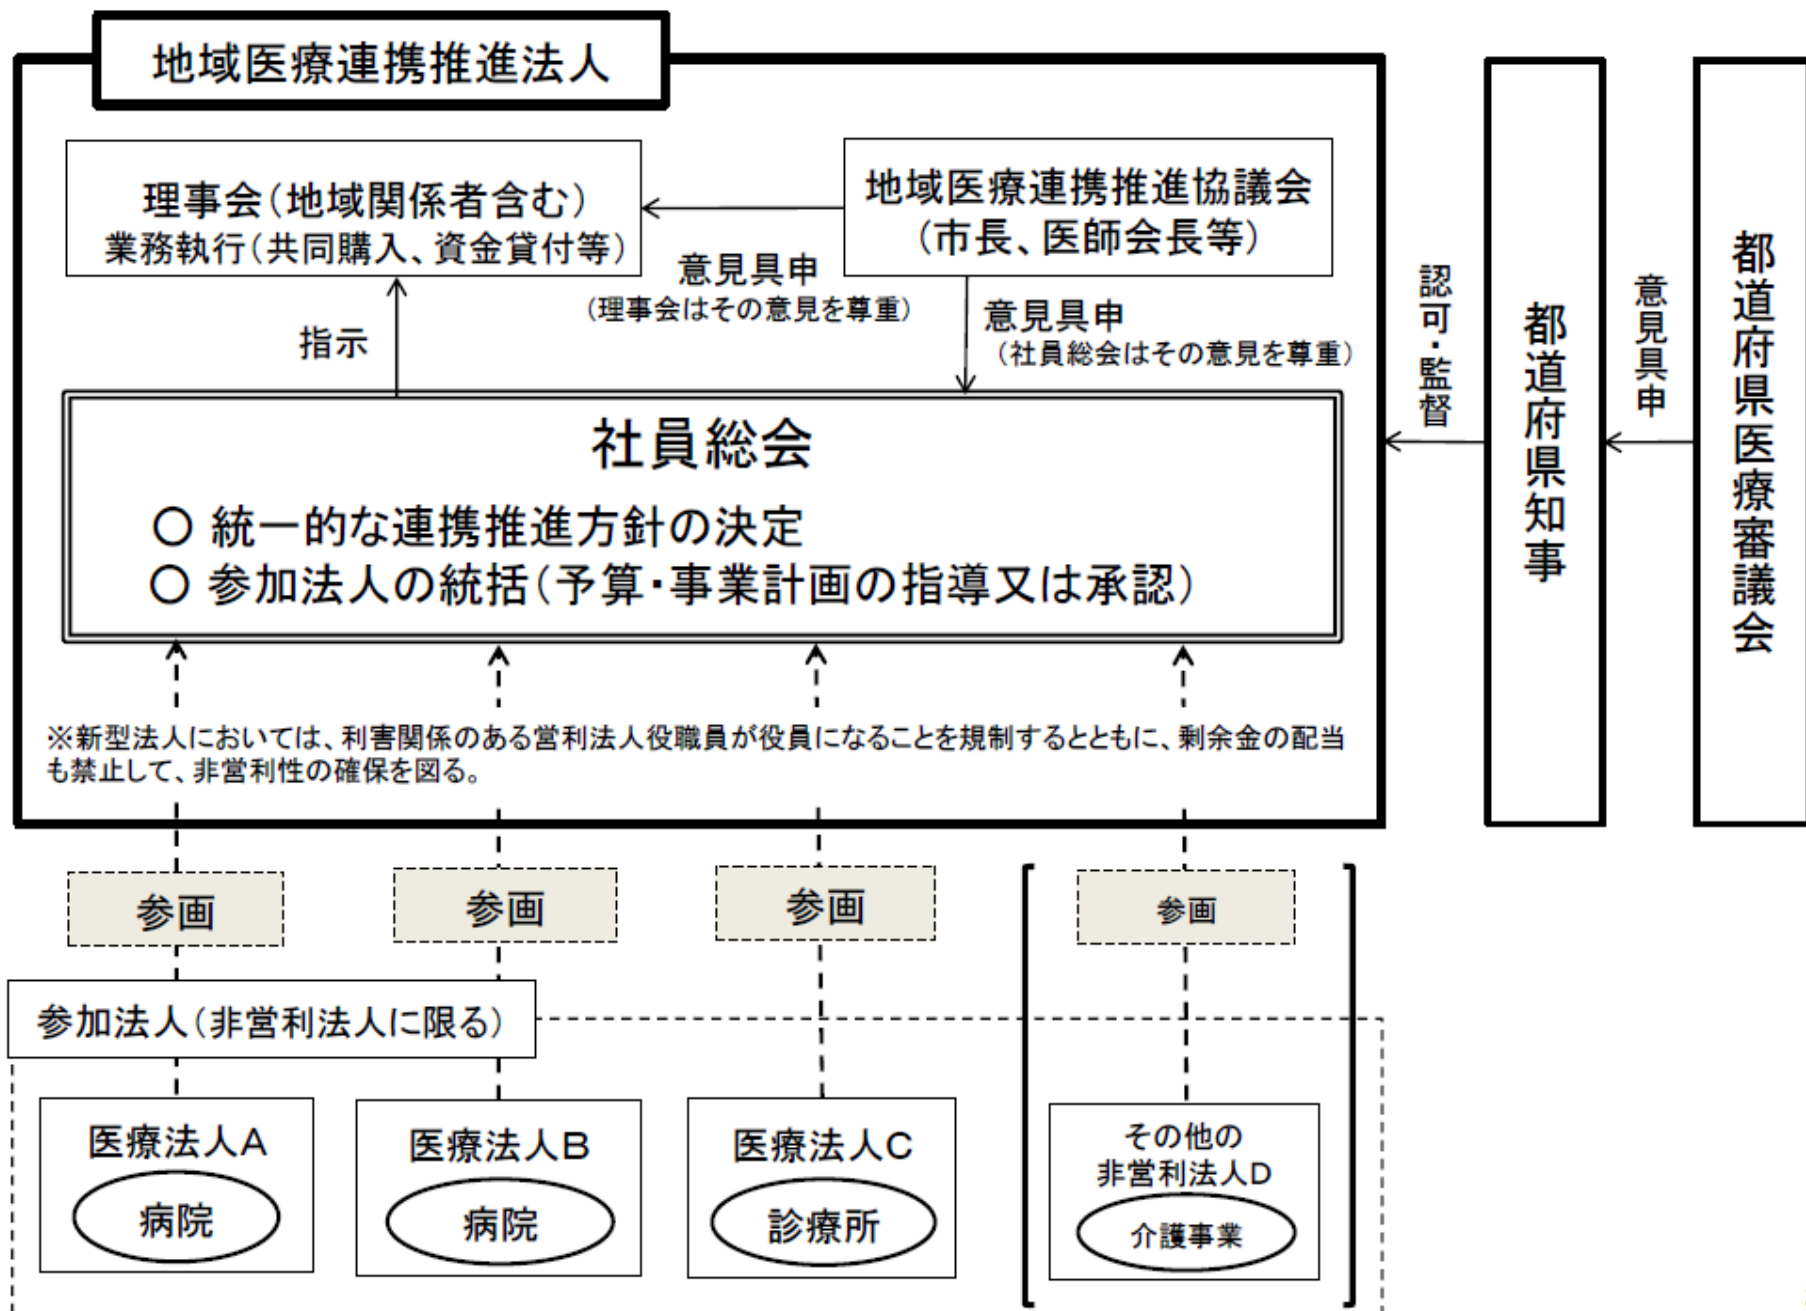 地域医療連携推進法人
理事会(地域関係者含む)
業務執行(共同購入、資金貸付等)
地域医療連携推進協議会
(市長、医師会長等)
意見具申
(理事会はその意見を尊重)
意見具申
(社員総会はその意見を尊重)
指示
社員総会
○ 統一的な連携推進方針の決定
○ 参加法人の統括(予算・事業計画の指導又は承認)
※新型法人においては、利害関係のある営利法人役職員が役員になることを規制するとともに、剰余金の配当
も禁止して、非営利性の確保を図る。
認可・監督
都道府県知事
意見具申
都道府県医療審議会
参画
参画
参画
参画
参加法人(非営利法人に限る)
医療法人A
病院
医療法人B
病院
医療法人C
診療所
その他の
非営利法人D
介護事業